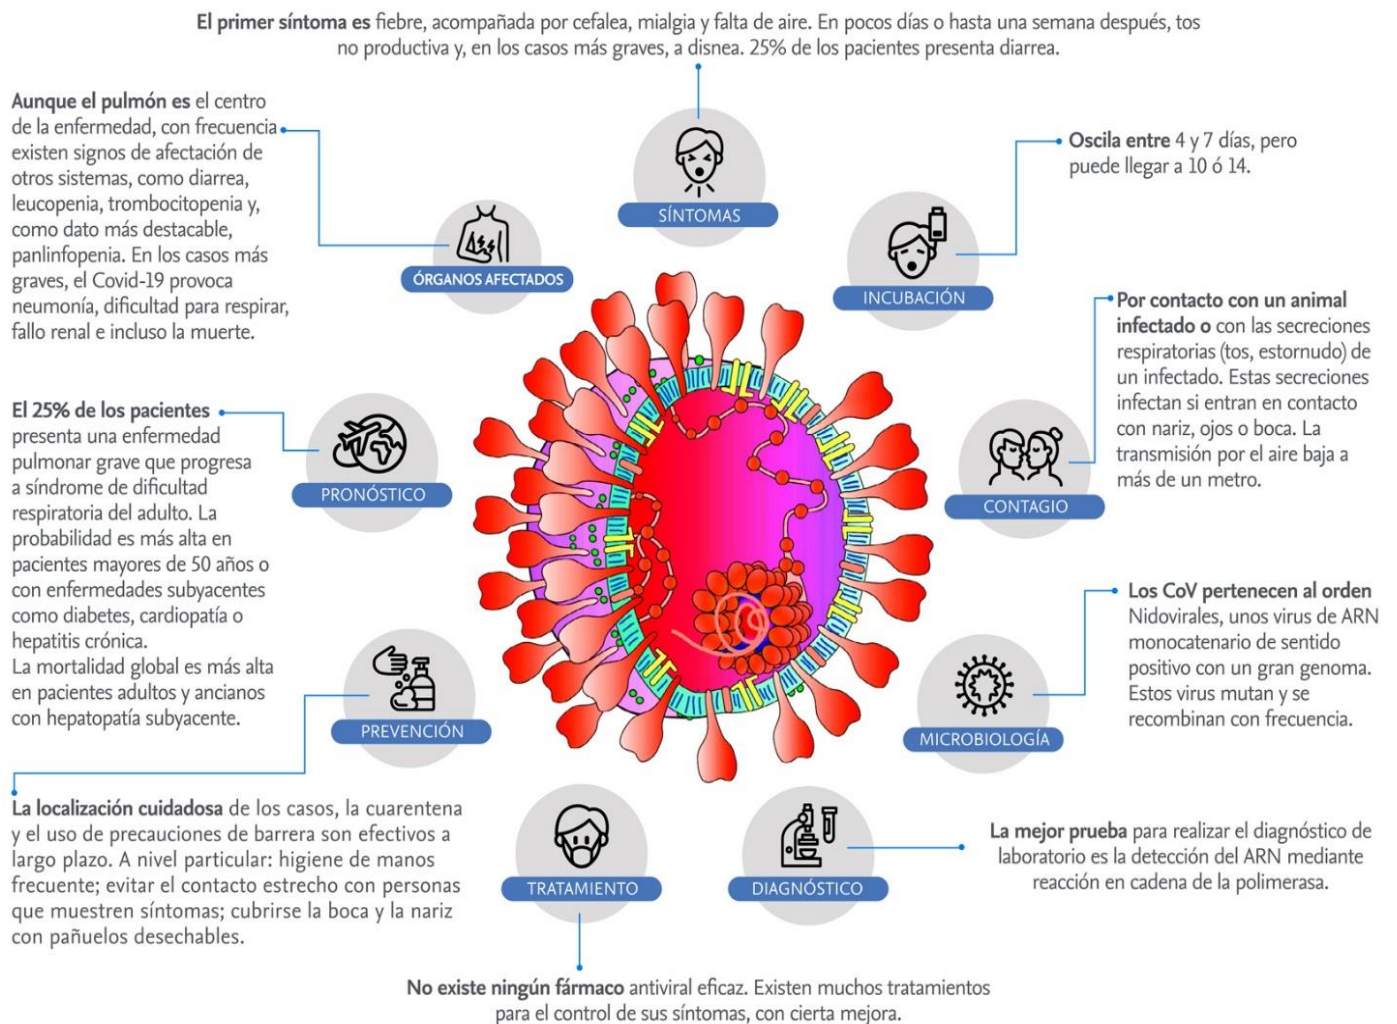 El primer síntoma es fiebre, acompañada por cefalea, mialgia y falta de aire. En pocos días o hasta una semana después, tos
no productiva y, en los casos más graves, a disnea. 25% de los pacientes presenta diarrea.
SÍNTOMAS
Aunque el pulmón es el centro
de la enfermedad, con frecuencia
existen signos de afectación de
otros sistemas, como diarrea,
leucopenia, trombocitopenia y,
como dato más destacable,
panlinfopenia. En los casos más
graves, el Covid-19 provoca
neumonía, dificultad para respirar,
fallo renal e incluso la muerte.
ÓRGANOS AFECTADOS
Oscila entre 4 y 7 días, pero
puede llegar a 10 ó 14.
INCUBACIÓN
Por contacto con un animal
infectado o con las secreciones
respiratorias (tos, estornudo) de
un infectado. Estas secreciones
infectan si entran en contacto
con nariz, ojos o boca. La
transmisión por el aire baja a
más de un metro.
CONTAGIO
El 25% de los pacientes
presenta una enfermedad
pulmonar grave que progresa
a síndrome de dificultad
respiratoria del adulto. La
probabilidad es más alta en
pacientes mayores de 50 años o
con enfermedades subyacentes
como diabetes, cardiopatía o
hepatitis crónica.
La mortalidad global es más alta
en pacientes adultos y ancianos
con hepatopatía subyacente.
PRONÓSTICO
Los CoV pertenecen al orden
Nidovirales, unos virus de ARN
monocatenario de sentido
positivo con un gran genoma.
Estos virus mutan y se
recombinan con frecuencia.
MICROBIOLOGÍA
PREVENCIÓN
La localización cuidadosa de los casos, la cuarentena
y el uso de precauciones de barrera son efectivos a
largo plazo. A nivel particular: higiene de manos
frecuente; evitar el contacto estrecho con personas
que muestren síntomas; cubrirse la boca y la nariz
con pañuelos desechables.
TRATAMIENTO
DIAGNÓSTICO
La mejor prueba para realizar el diagnóstico de
laboratorio es la detección del ARN mediante
reacción en cadena de la polimerasa.
No existe ningún fármaco antiviral eficaz. Existen muchos tratamientos
para el control de sus síntomas, con cierta mejora.